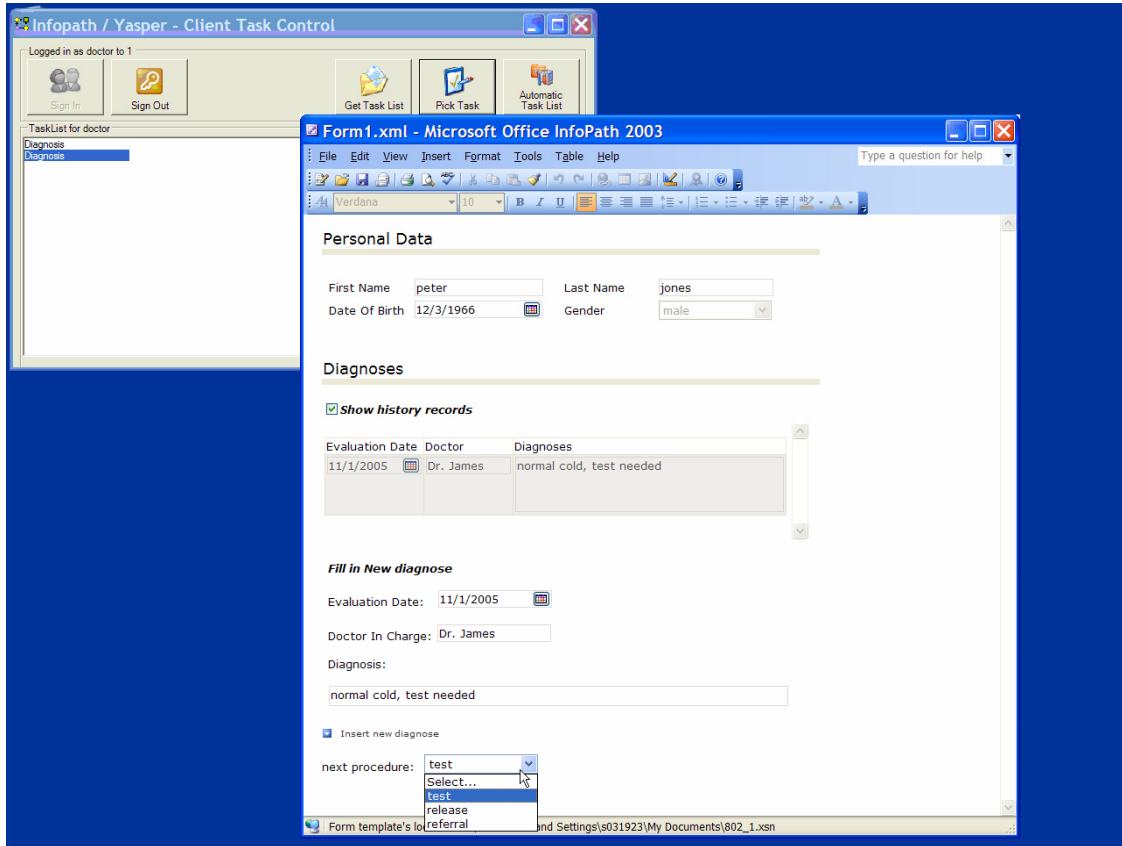 Infopath / Yasper - Client Task Control
Logged in as doctor to 1
Sign In
Sign Out
Get Task List
Pick Task
Automatic
Task List
TaskList for doctor
Diagnosis
Diagnosis
Form1.xml - Microsoft Office InfoPath 2003
File Edit View Insert Format Tools Table Help
Type a question for help
Verdana 10 B I U
Personal Data
First Name peter Last Name jones
Date Of Birth 12/3/1966 Gender male
Diagnoses
Show history records
Evaluation Date Doctor Diagnoses
11/1/2005 Dr. James normal cold, test needed
Fill in New diagnose
Evaluation Date: 11/1/2005
Doctor In Charge: Dr. James
Diagnosis:
normal cold, test needed
Insert new diagnose
next procedure: test
Select...
test
release
referral
Form template's lo and Settings\s031923\My Documents\802_1.xsn